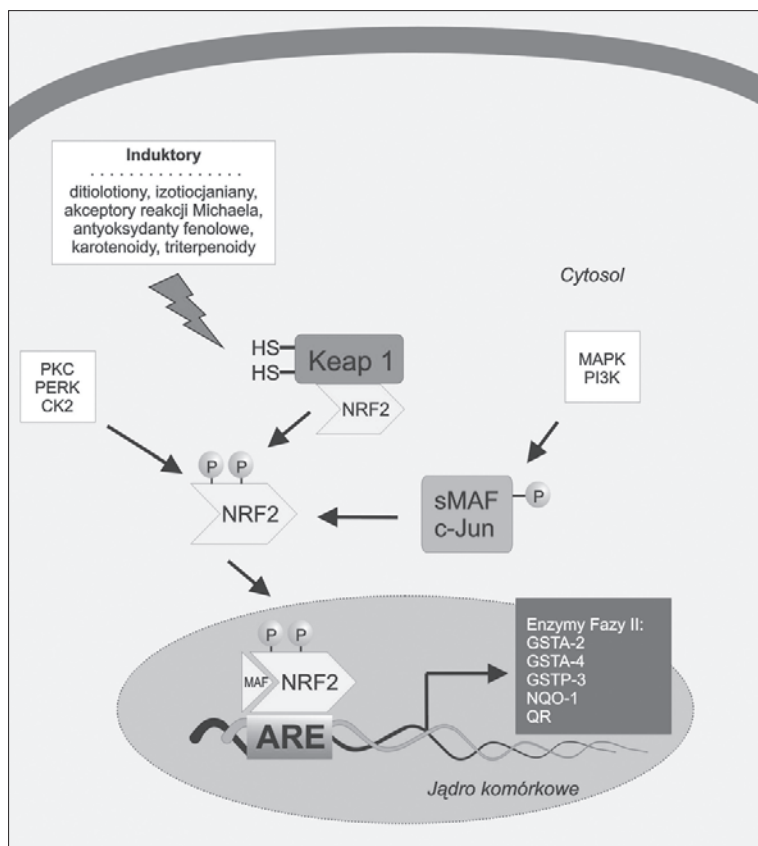 Induktory
ditiolotiony, izotiocjaniany,
akceptory reakcji Michaela,
antyoksydanty fenolowe,
karotenoidy, triterpenoidy
Cytosol
HS
HS
Keap 1
NRF2
PKC
PERK
CK2
MAPK
PI3K
P P
NRF2
sMAF
c-Jun
P
P P
MAF
NRF2
ARE
Enzymy Fazy II:
GSTA-2
GSTA-4
GSTP-3
NQO-1
QR
Jądro komórkowe